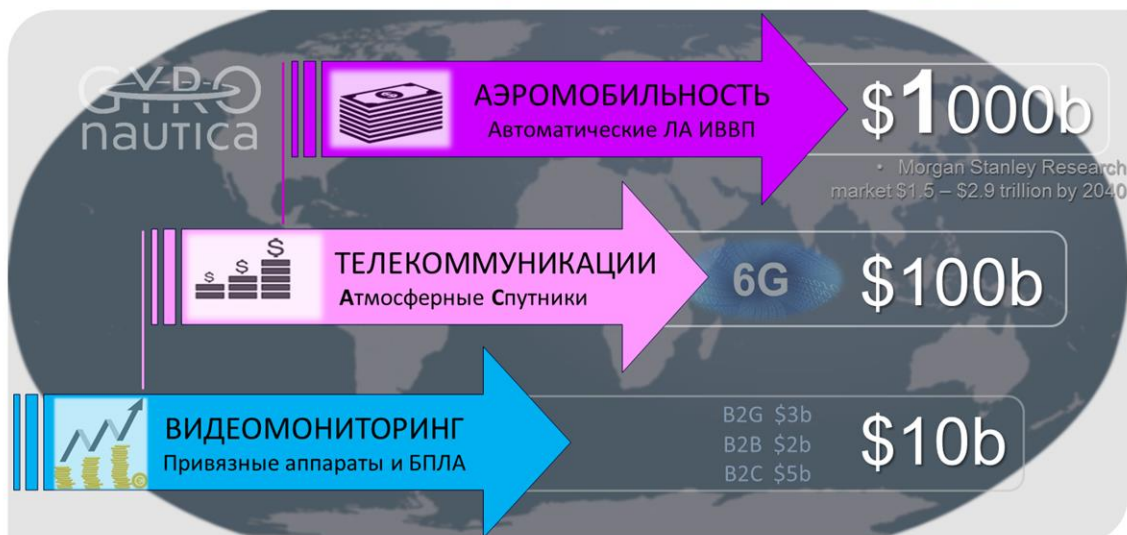 GYRO
nautica
АЭРОМОБИЛЬНОСТЬ
Автоматические ЛА ИВВП
$1000b
• Morgan Stanley Research
market $1.5 – $2.9 trillion by 2040
$ $ $
ТЕЛЕКОММУНИКАЦИИ
Атмосферные Спутники
6G
$100b
ВИДЕОМОНИТОРИНГ
Привязные аппараты и БПЛА
B2G $3b
B2B $2b
B2C $5b
$10b